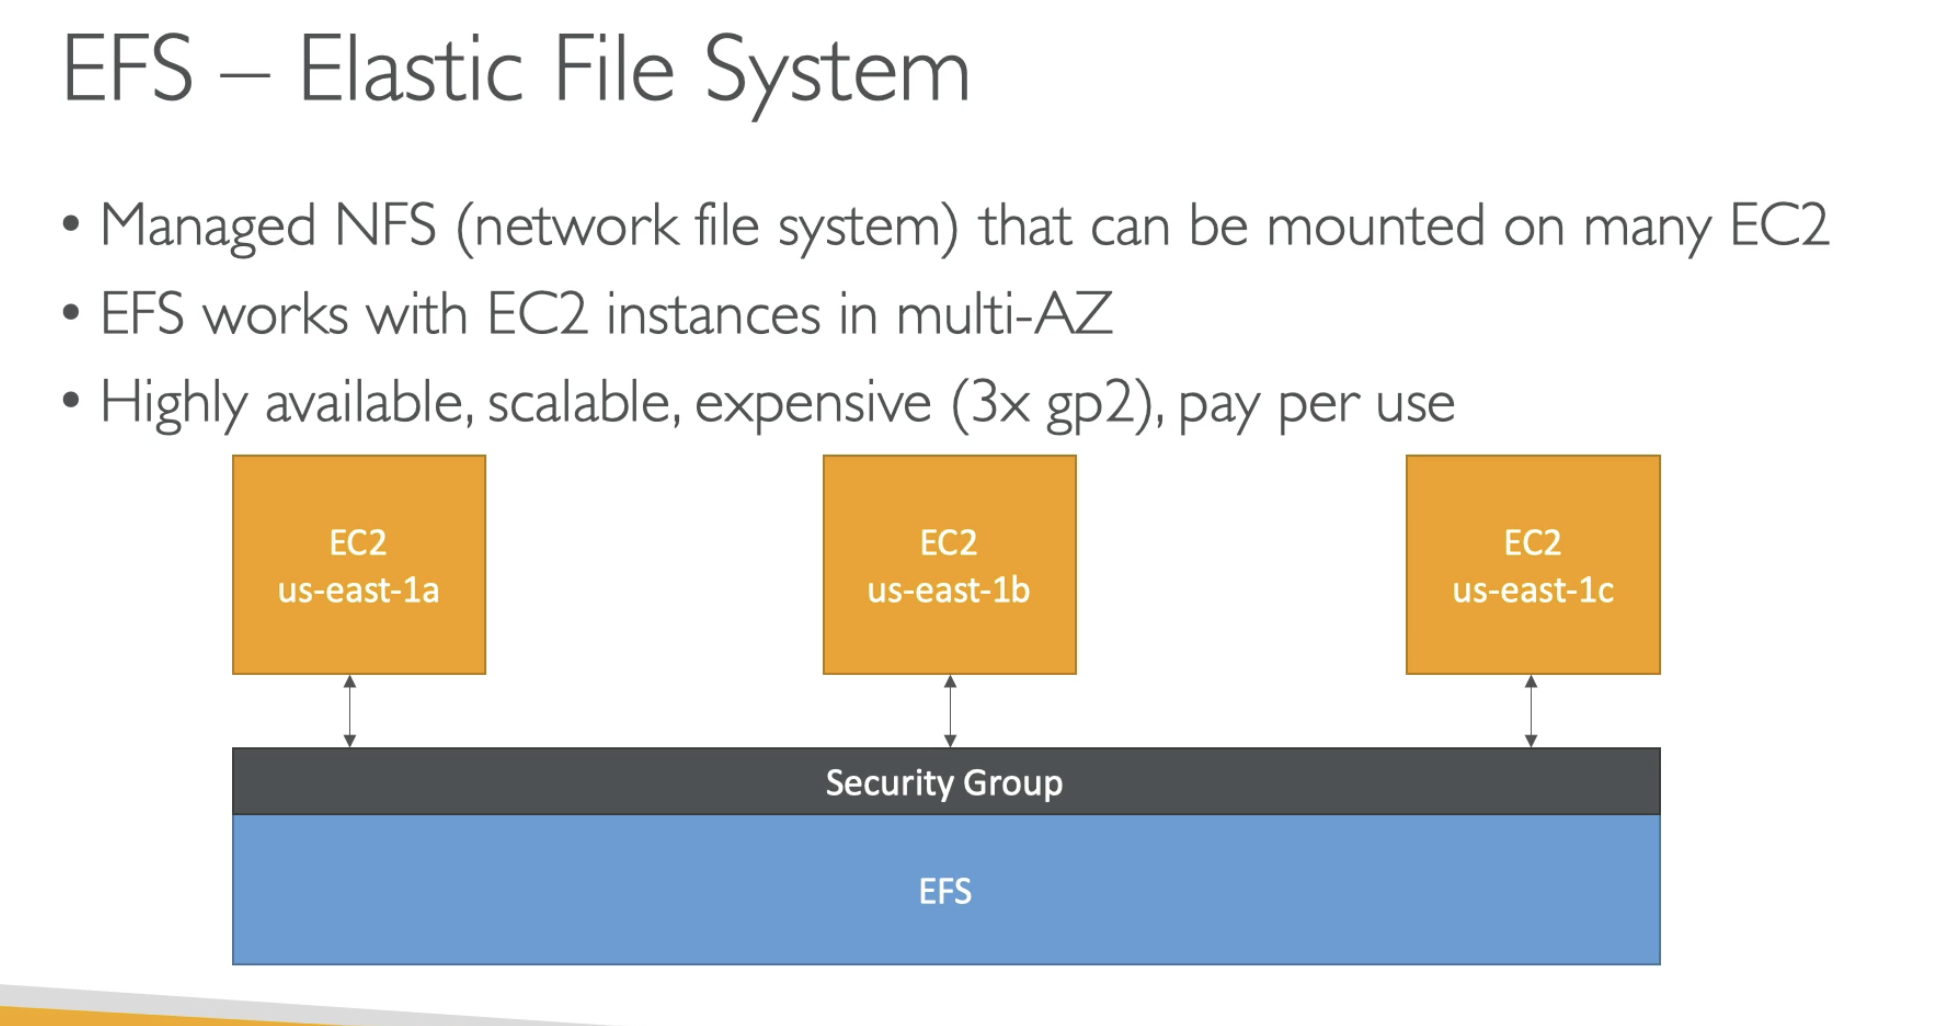 EFS – Elastic File System
• Managed NFS (network file system) that can be mounted on many EC2
• EFS works with EC2 instances in multi-AZ
• Highly available, scalable, expensive (3x gp2), pay per use
EC2
us-east-1a
EC2
us-east-1b
EC2
us-east-1c
Security Group
EFS